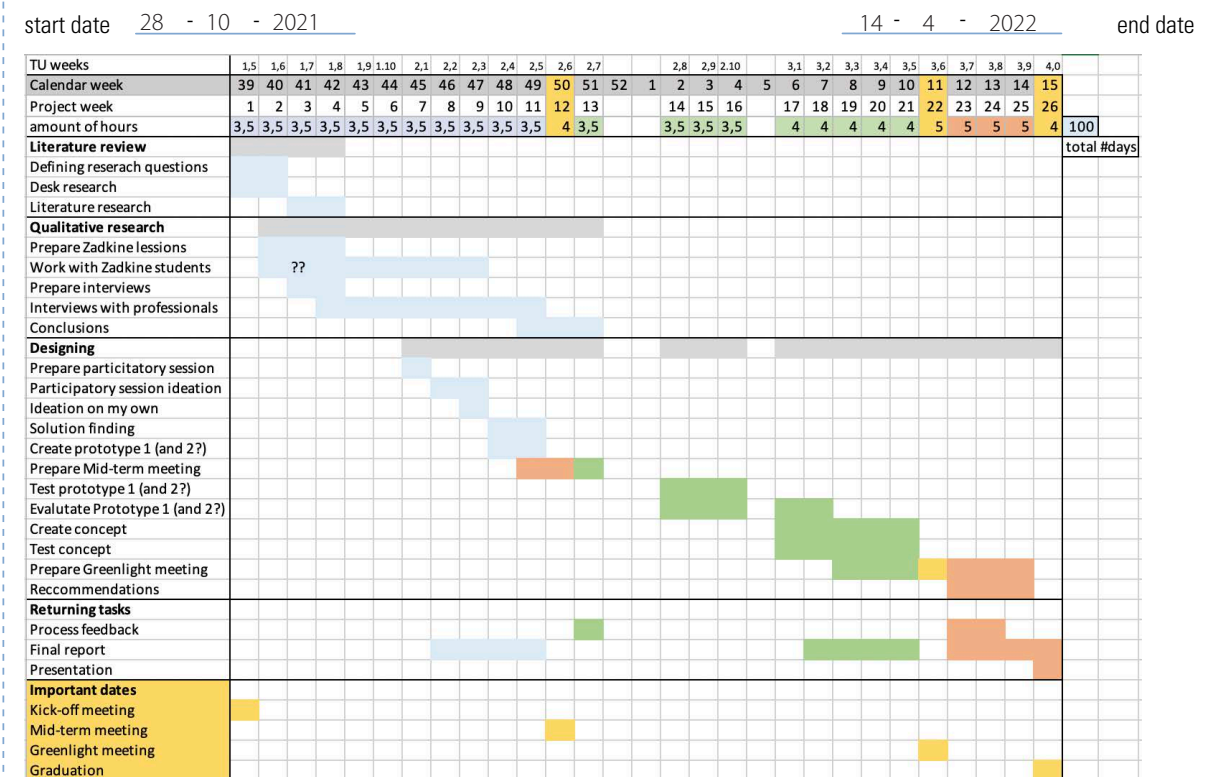 start date 28 - 10 - 2021 14 - 4 - 2022 end date
TU weeks 1,5 1,6 1,7 1,8 1,9 1.10 2,1 2,2 2,3 2,4 2,5 2,6 2,7 2,8 2,9 2.10 3,1 3,2 3,3 3,4 3,5 3,6 3,7 3,8 3,9 4,0
Calendar week 39 40 41 42 43 44 45 46 47 48 49 50 51 52 1 2 3 4 5 6 7 8 9 10 11 12 13 14 15
Project week 1 2 3 4 5 6 7 8 9 10 11 12 13 14 15 16 17 18 19 20 21 22 23 24 25 26
amount of hours 3,5 3,5 3,5 3,5 3,5 3,5 3,5 3,5 3,5 3,5 3,5 4 3,5 3,5 3,5 3,5 4 4 4 4 4 5 5 5 5 4 100
Literature review total #days
Defining reserach questions
Desk research
Literature research
Qualitative research
Prepare Zadkine lessions
Work with Zadkine students ??
Prepare interviews
Interviews with professionals
Conclusions
Designing
Prepare particitatory session
Participatory session ideation
Ideation on my own
Solution finding
Create prototype 1 (and 2?)
Prepare Mid-term meeting
Test prototype 1 (and 2?)
Evalutate Prototype 1 (and 2?)
Create concept
Test concept
Prepare Greenlight meeting
Reccommendations
Returning tasks
Process feedback
Final report
Presentation
Important dates
Kick-off meeting
Mid-term meeting
Greenlight meeting
Graduation